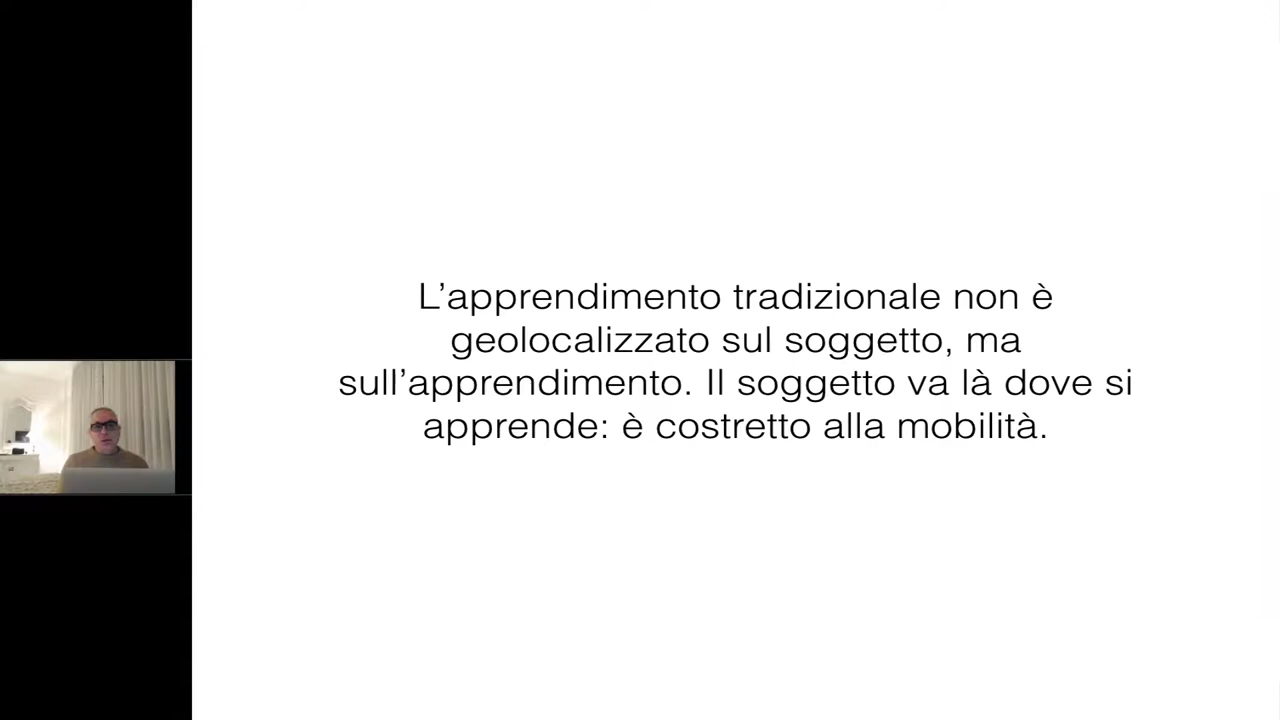 L’apprendimento tradizionale non è
geolocalizzato sul soggetto, ma
sull’apprendimento. Il soggetto va là dove si
apprende: è costretto alla mobilità.